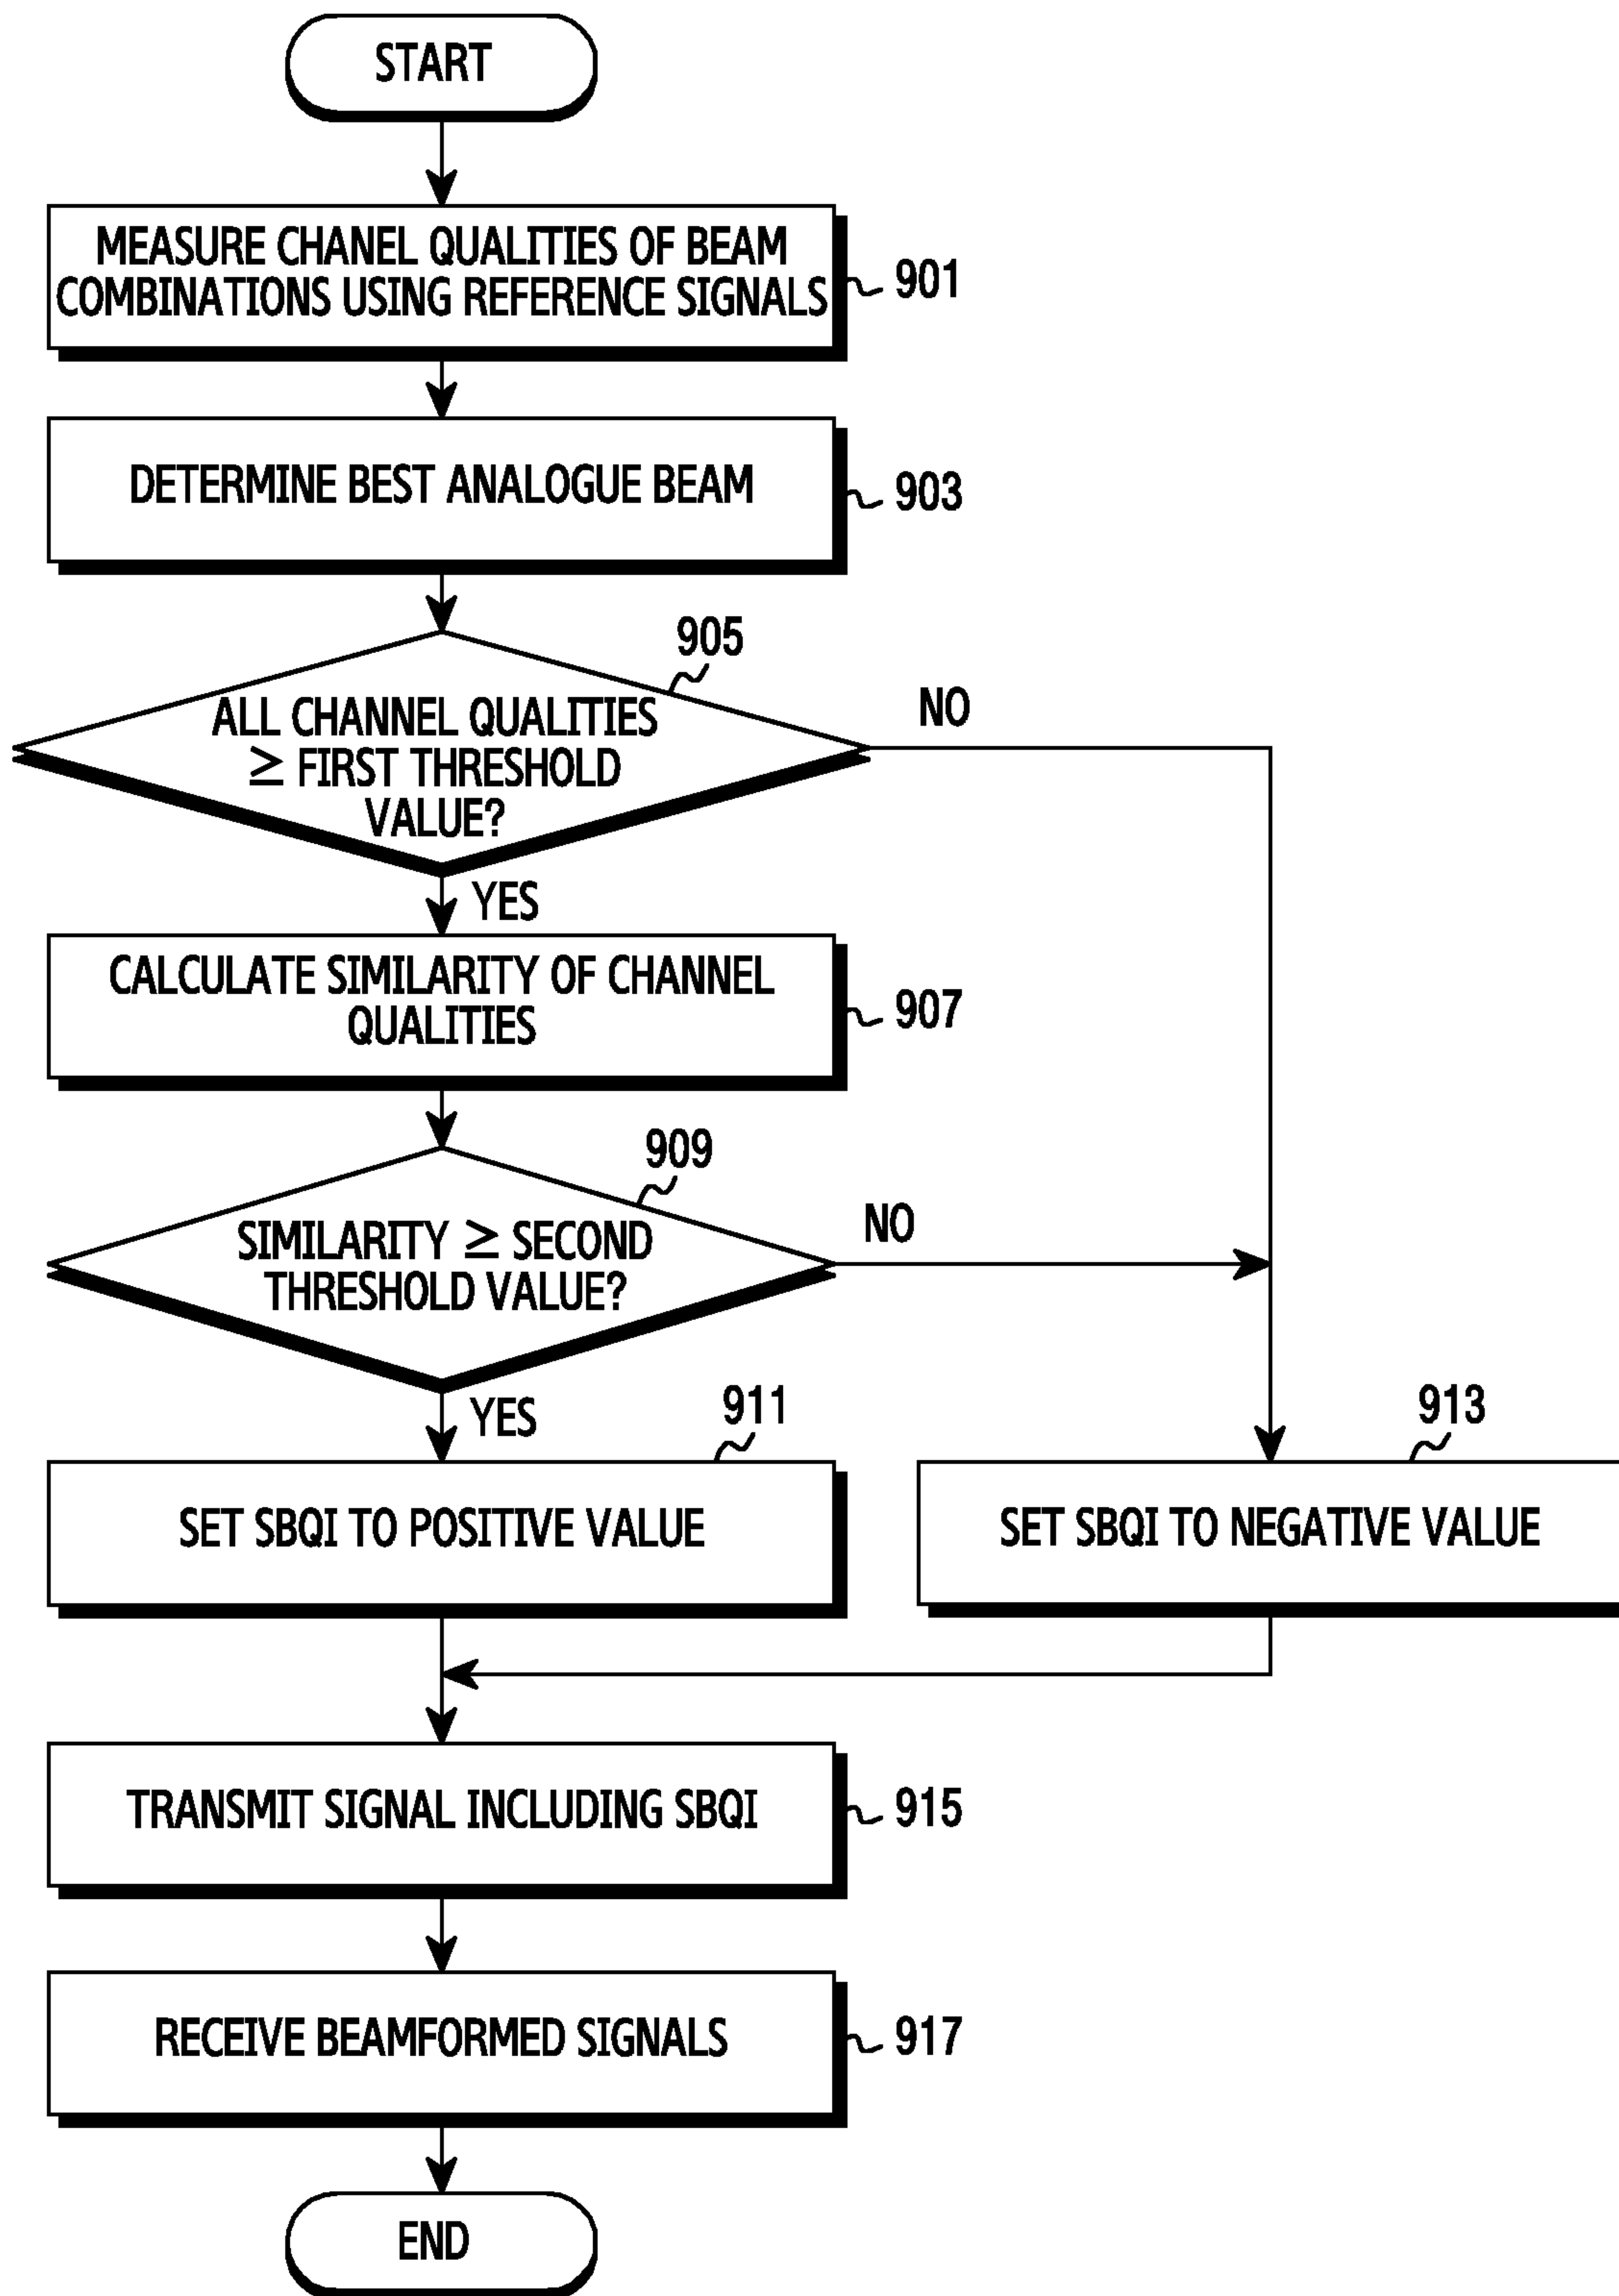 START
MEASURE CHANEL QUALITIES OF BEAM
COMBINATIONS USING REFERENCE SIGNALS
901
DETERMINE BEST ANALOGUE BEAM
903
905
ALL CHANNEL QUALITIES
≥ FIRST THRESHOLD
VALUE?
NO
YES
CALCULATE SIMILARITY OF CHANNEL
QUALITIES
907
909
SIMILARITY ≥ SECOND
THRESHOLD VALUE?
NO
YES
911
SET SBQI TO POSITIVE VALUE
913
SET SBQI TO NEGATIVE VALUE
TRANSMIT SIGNAL INCLUDING SBQI
915
RECEIVE BEAMFORMED SIGNALS
917
END